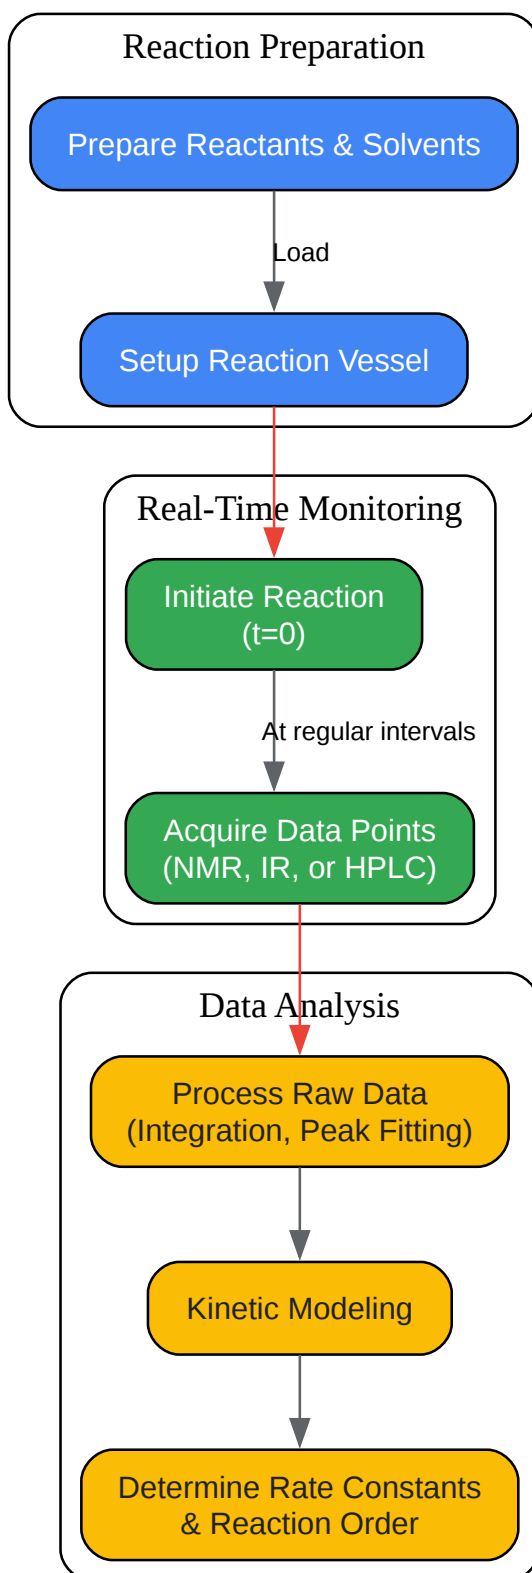 Reaction Preparation
Prepare Reactants & Solvents
Load
Setup Reaction Vessel
Real-Time Monitoring
Initiate Reaction
(t=0)
At regular intervals
Acquire Data Points
(NMR, IR, or HPLC)
Data Analysis
Process Raw Data
(Integration, Peak Fitting)
Kinetic Modeling
Determine Rate Constants
& Reaction Order